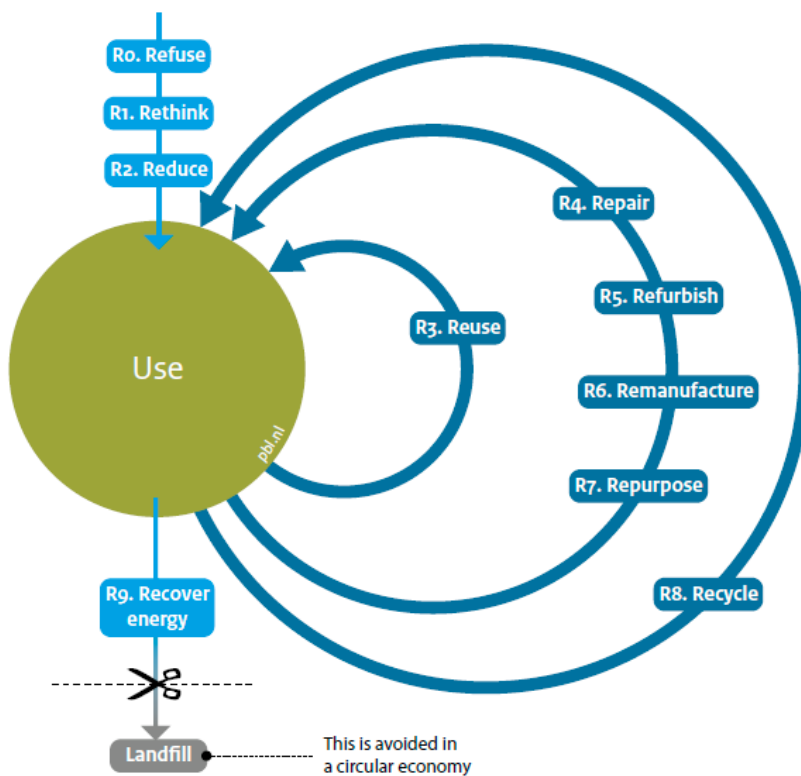 R0. Refuse
R1. Rethink
R2. Reduce
R4. Repair
R5. Refurbish
R3. Reuse
Use
R6. Remanufacture
pbl.nl
R7. Repurpose
R8. Recycle
R9. Recover
energy
Landfill
This is avoided in
a circular economy